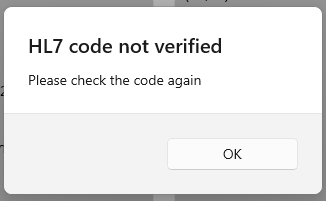 HL7 code not verified
Please check the code again
OK